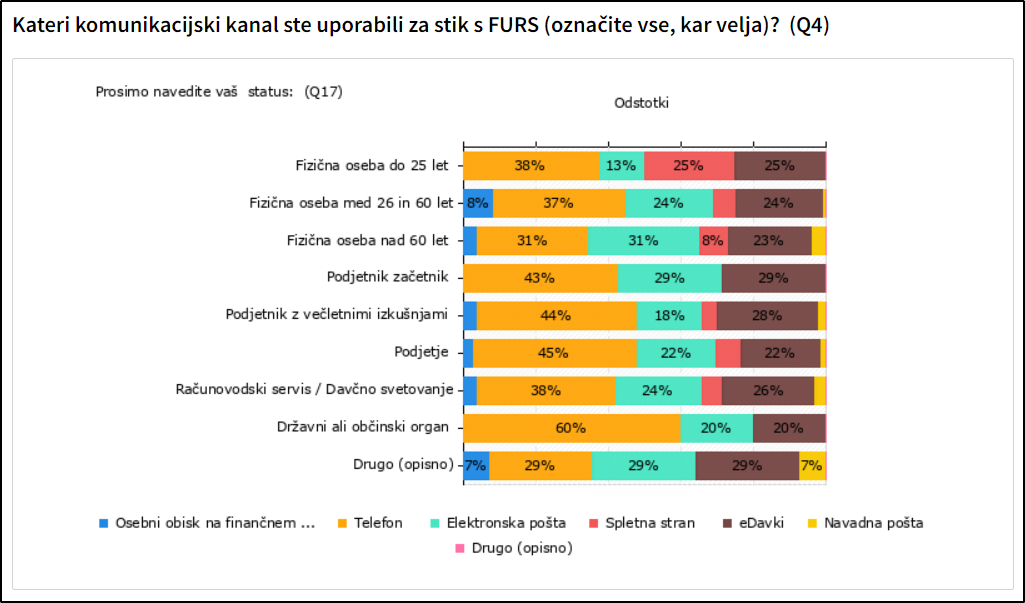 Kateri komunikacijski kanal ste uporabili za stik s FURS (označite vse, kar velja)? (Q4)
Prosimo navedite vaš status: (Q17)
Odstotki
Fizična oseba do 25 let 38% 13% 25% 25%
Fizična oseba med 26 in 60 let 8% 37% 24% 24%
Fizična oseba nad 60 let 31% 31% 8% 23%
Podjetnik začetnik 43% 29% 29%
Podjetnik z večletnimi izkušnjami 44% 18% 28%
Podjetje 45% 22% 22%
Računovodski servis / Davčno svetovanje 38% 24% 26%
Državni ali občinski organ 60% 20% 20%
Drugo (opisno) 7% 29% 29% 29% 7%
Osebni obisk na finančnem ... Telefon Elektronska pošta Spletna stran eDavki Navadna pošta
Drugo (opisno)